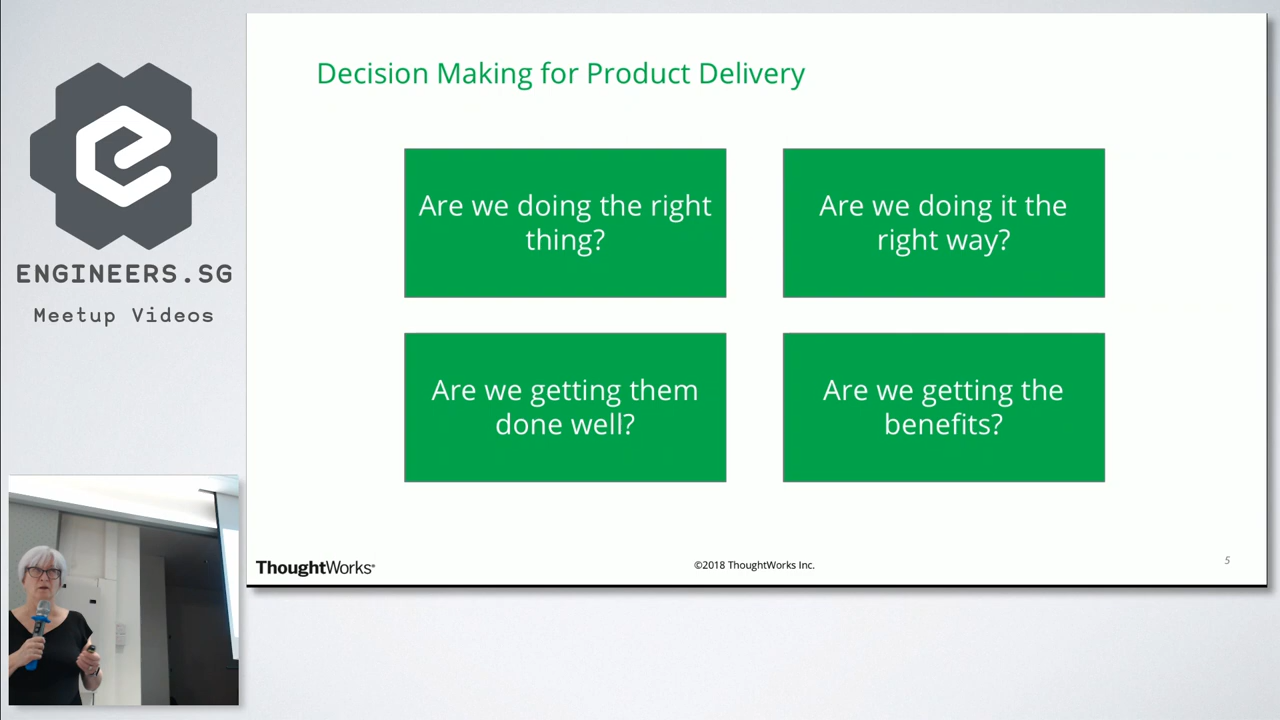 ENGINEERS.SG
Meetup Videos
Decision Making for Product Delivery
Are we doing the right
thing?
Are we doing it the
right way?
Are we getting them
done well?
Are we getting the
benefits?
ThoughtWorks®
©2018 ThoughtWorks Inc.
5